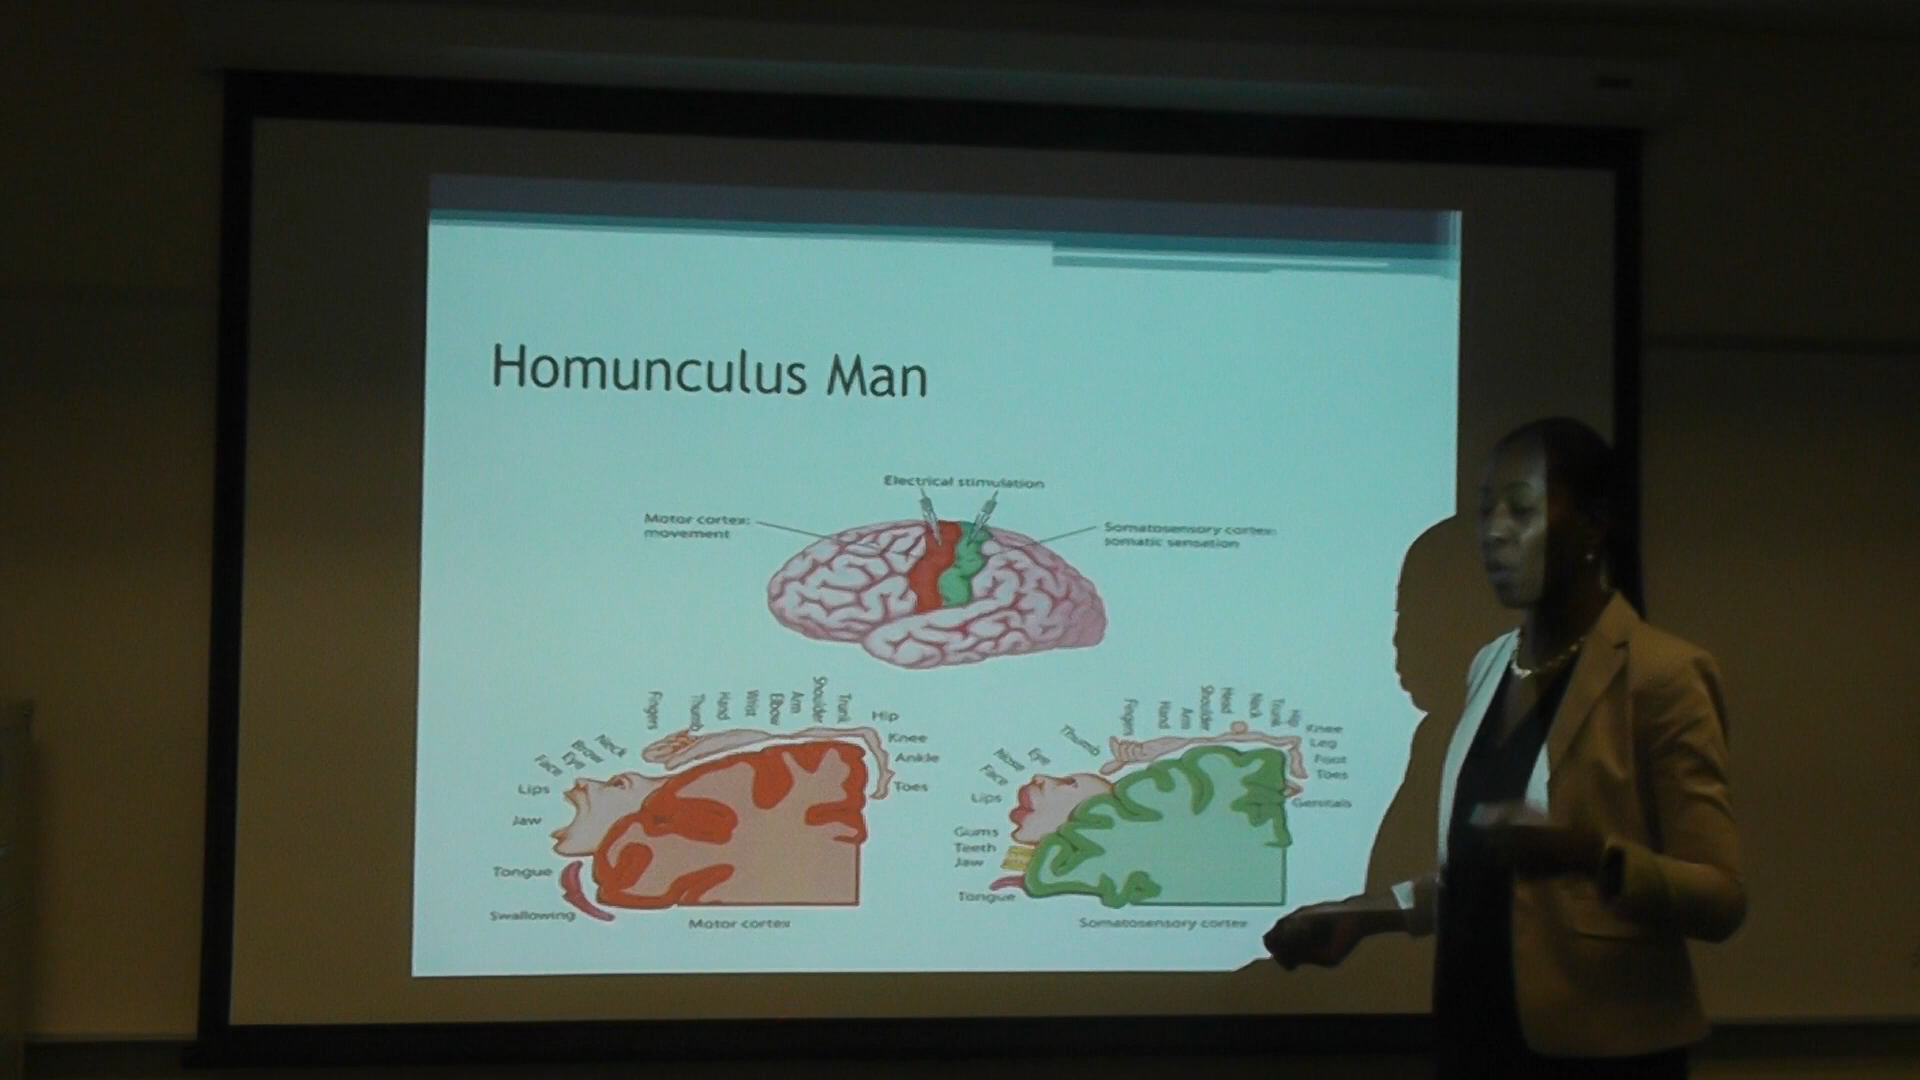 Homunculus Man
Electrical stimulation
Motor cortex:
movement
Somatosensory cortex:
somatic sensation
Fingers
Thumb
Hand
Wrist
Elbow
Arm
Shoulder
Trunk
Hip
Knee
Ankle
Toes
Neck
Brow
Eye
Face
Lips
Jaw
Tongue
Swallowing
Motor cortex
Fingers
Hand
Arm
Shoulder
Head
Neck
Trunk
Hip
Knee
Leg
Foot
Toes
Genitals
Thumb
Eye
Nose
Face
Lips
Gums
Teeth
Jaw
Tongue
Somatosensory cortex